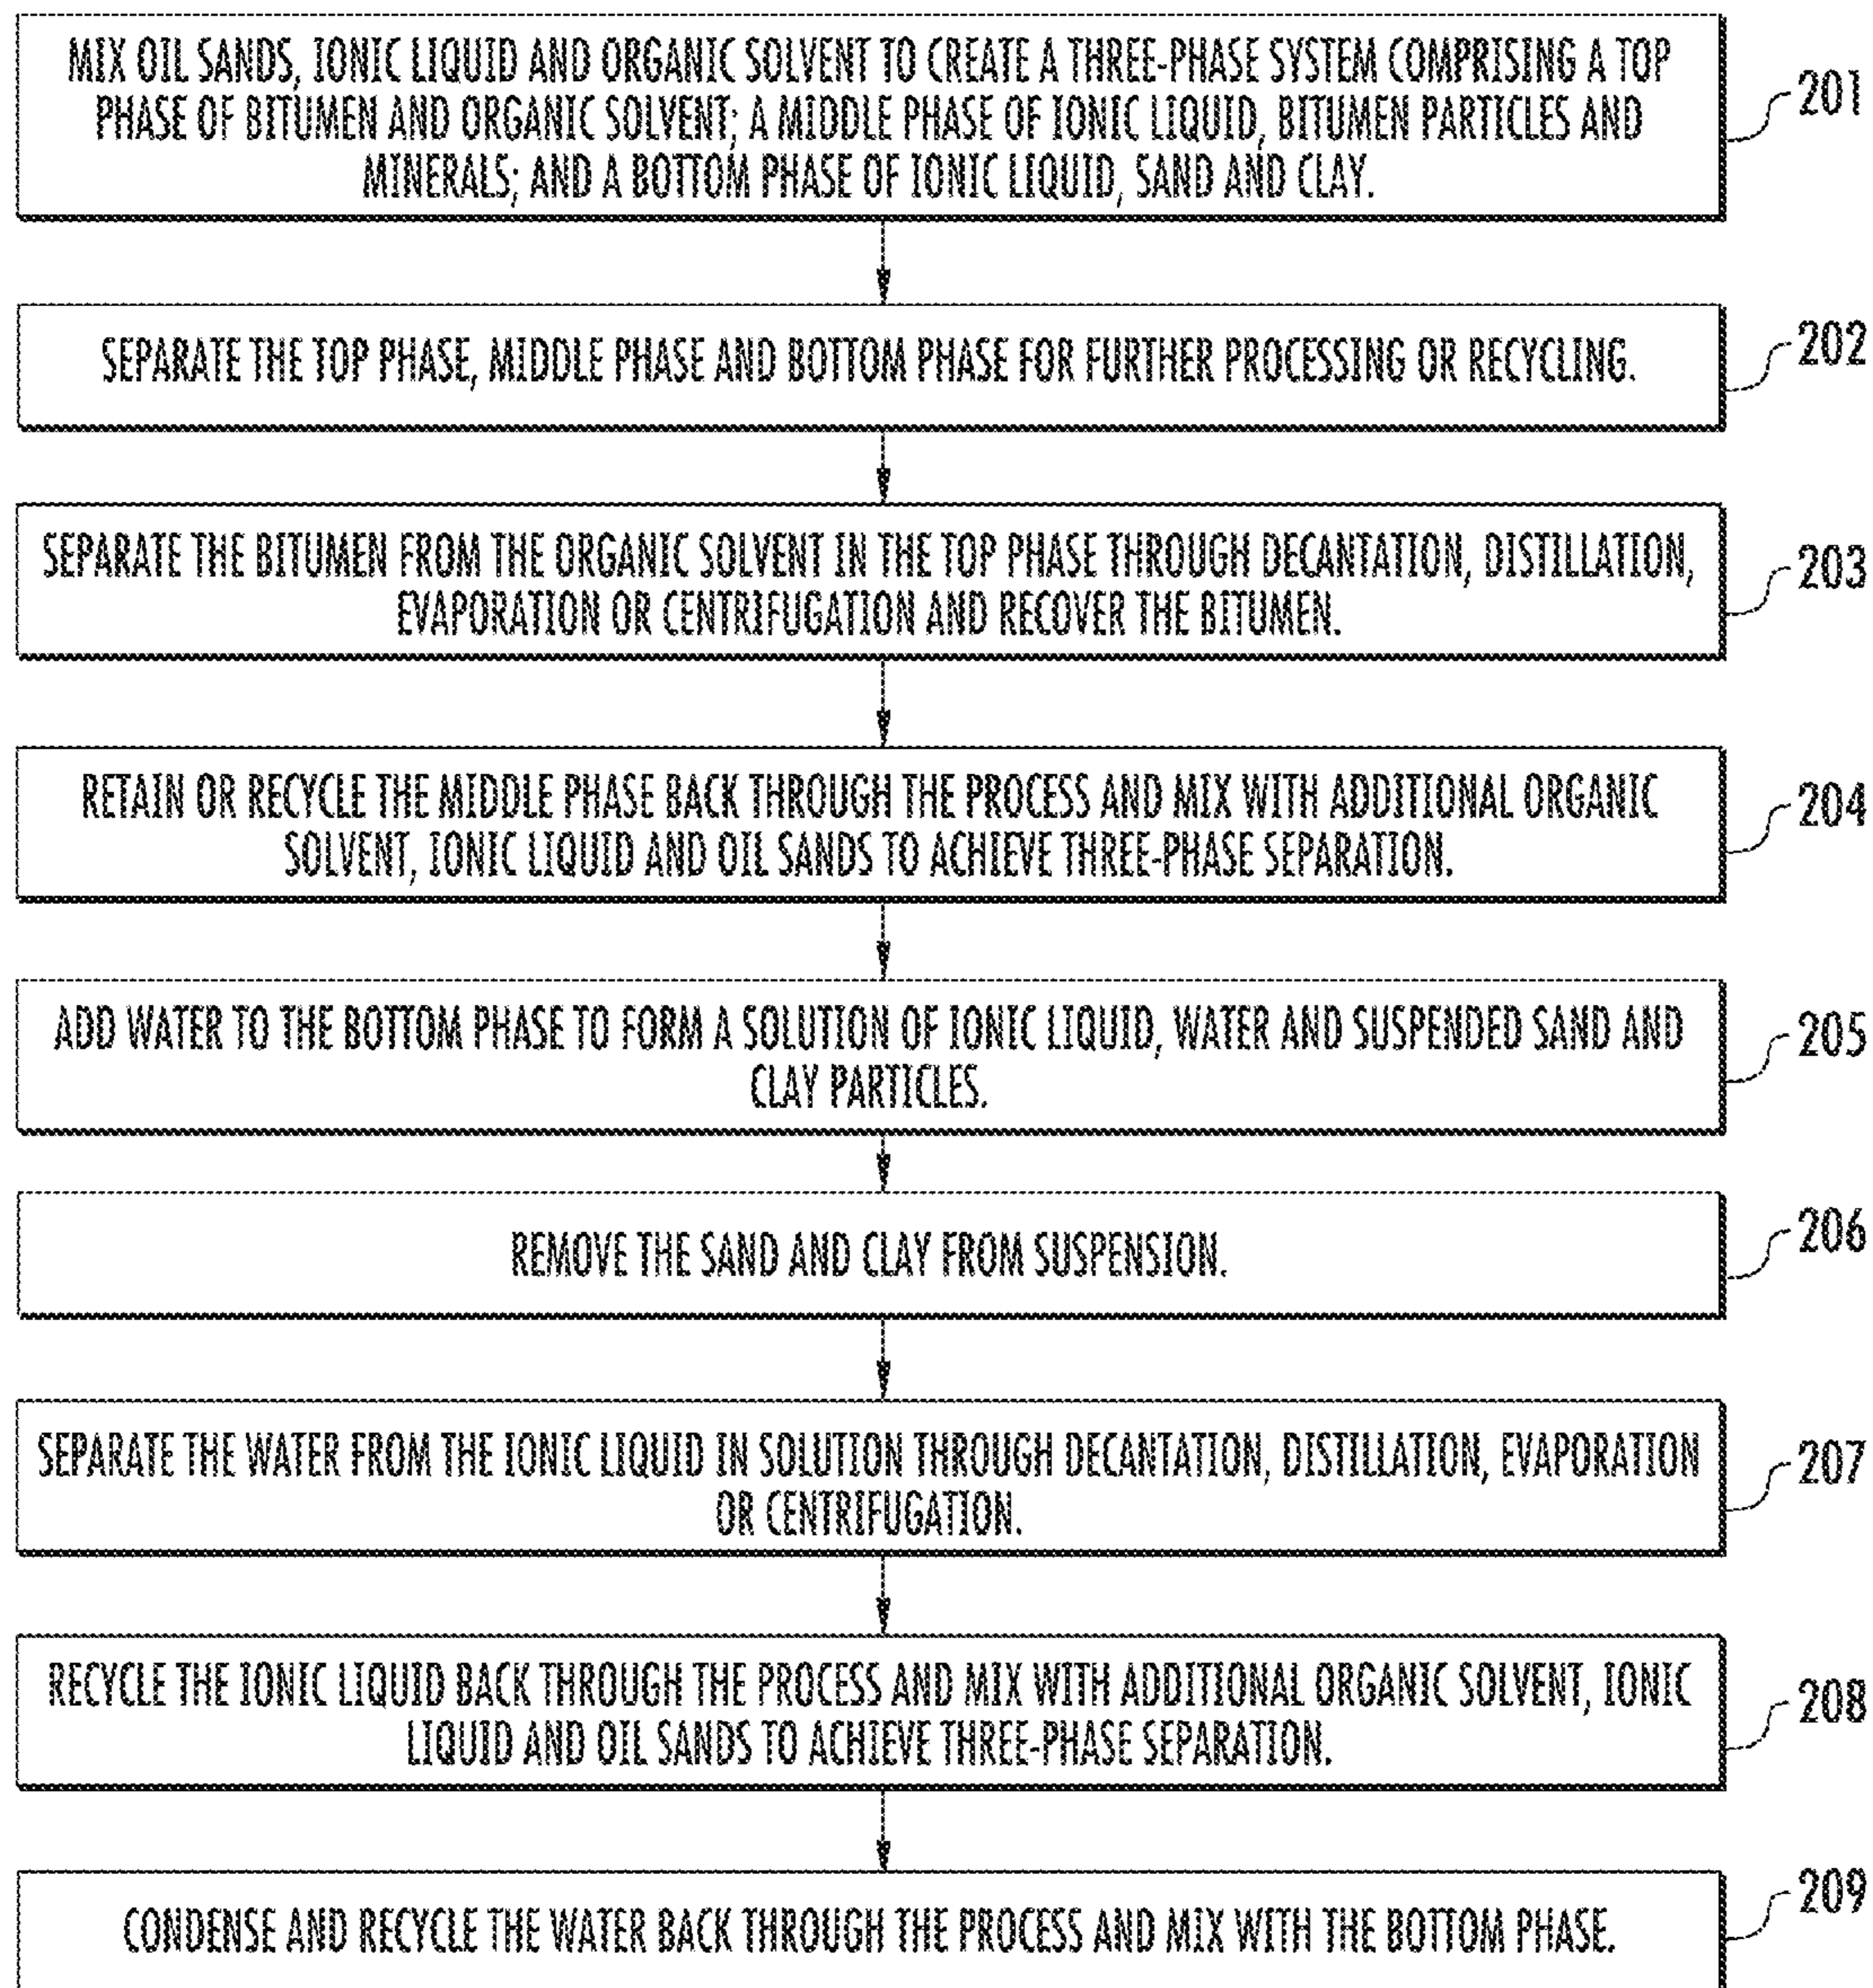 MIX OIL SANDS, IONIC LIQUID AND ORGANIC SOLVENT TO CREATE A THREE-PHASE SYSTEM COMPRISING A TOP
PHASE OF BITUMEN AND ORGANIC SOLVENT; A MIDDLE PHASE OF IONIC LIQUID, BITUMEN PARTICLES AND
MINERALS; AND A BOTTOM PHASE OF IONIC LIQUID, SAND AND CLAY.
201
SEPARATE THE TOP PHASE, MIDDLE PHASE AND BOTTOM PHASE FOR FURTHER PROCESSING OR RECYCLING.
202
SEPARATE THE BITUMEN FROM THE ORGANIC SOLVENT IN THE TOP PHASE THROUGH DECANTATION, DISTILLATION,
EVAPORATION OR CENTRIFUGATION AND RECOVER THE BITUMEN.
203
RETAIN OR RECYCLE THE MIDDLE PHASE BACK THROUGH THE PROCESS AND MIX WITH ADDITIONAL ORGANIC
SOLVENT, IONIC LIQUID AND OIL SANDS TO ACHIEVE THREE-PHASE SEPARATION.
204
ADD WATER TO THE BOTTOM PHASE TO FORM A SOLUTION OF IONIC LIQUID, WATER AND SUSPENDED SAND AND
CLAY PARTICLES.
205
REMOVE THE SAND AND CLAY FROM SUSPENSION.
206
SEPARATE THE WATER FROM THE IONIC LIQUID IN SOLUTION THROUGH DECANTATION, DISTILLATION, EVAPORATION
OR CENTRIFUGATION.
207
RECYCLE THE IONIC LIQUID BACK THROUGH THE PROCESS AND MIX WITH ADDITIONAL ORGANIC SOLVENT, IONIC
LIQUID AND OIL SANDS TO ACHIEVE THREE-PHASE SEPARATION.
208
CONDENSE AND RECYCLE THE WATER BACK THROUGH THE PROCESS AND MIX WITH THE BOTTOM PHASE.
209